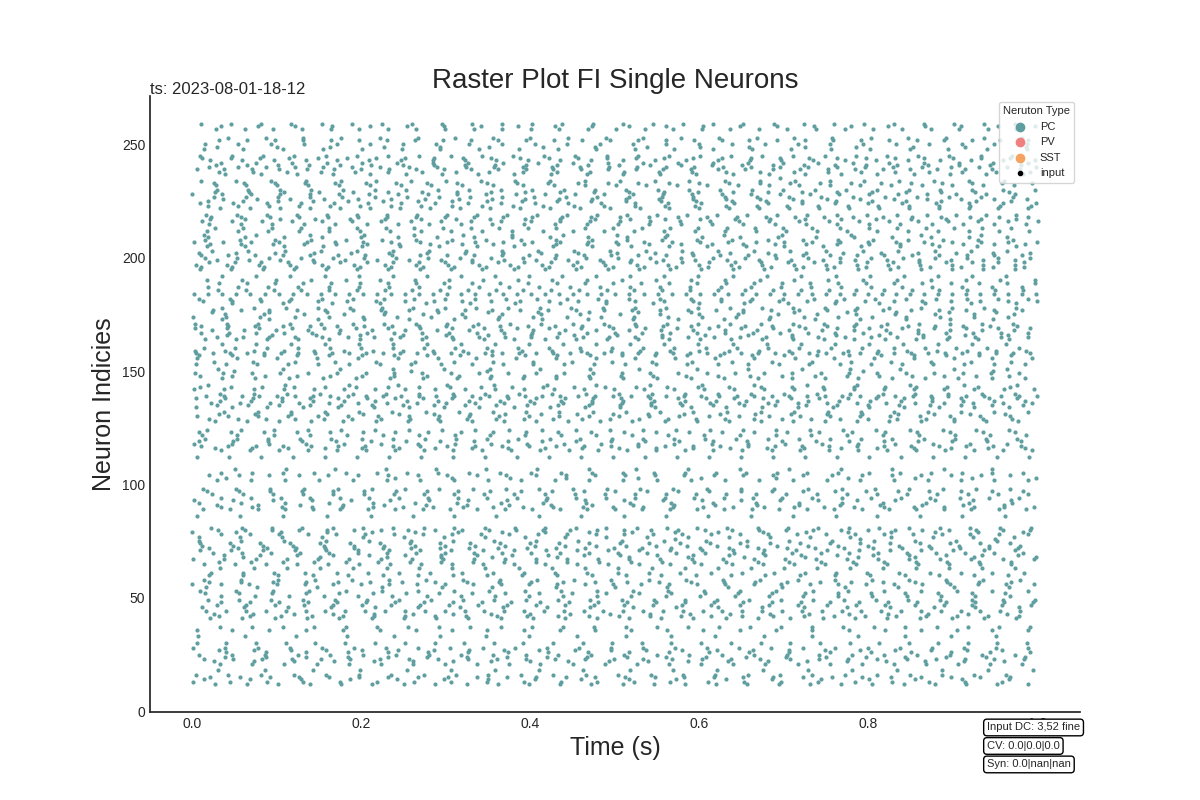 Raster Plot FI Single Neurons
ts: 2023-08-01-18-12
Neruton Type
PC
PV
SST
input
Neuron Indicies
250
200
150
100
50
0
0.0 0.2 0.4 0.6 0.8
Time (s)
Input DC: 3,52 fine
CV: 0.0|0.0|0.0
Syn: 0.0|nan|nan